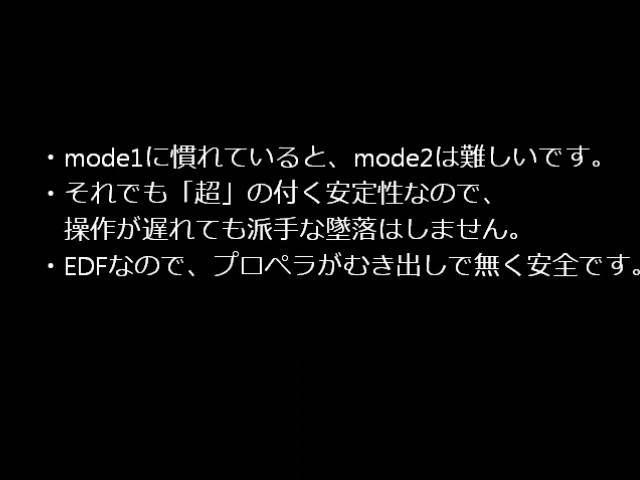 ・mode1に慣れていると、mode2は難しいです。
・それでも「超」の付く安定性なので、
操作が遅れても派手な墜落はしません。
・EDFなので、プロペラがむき出しで無く安全です。